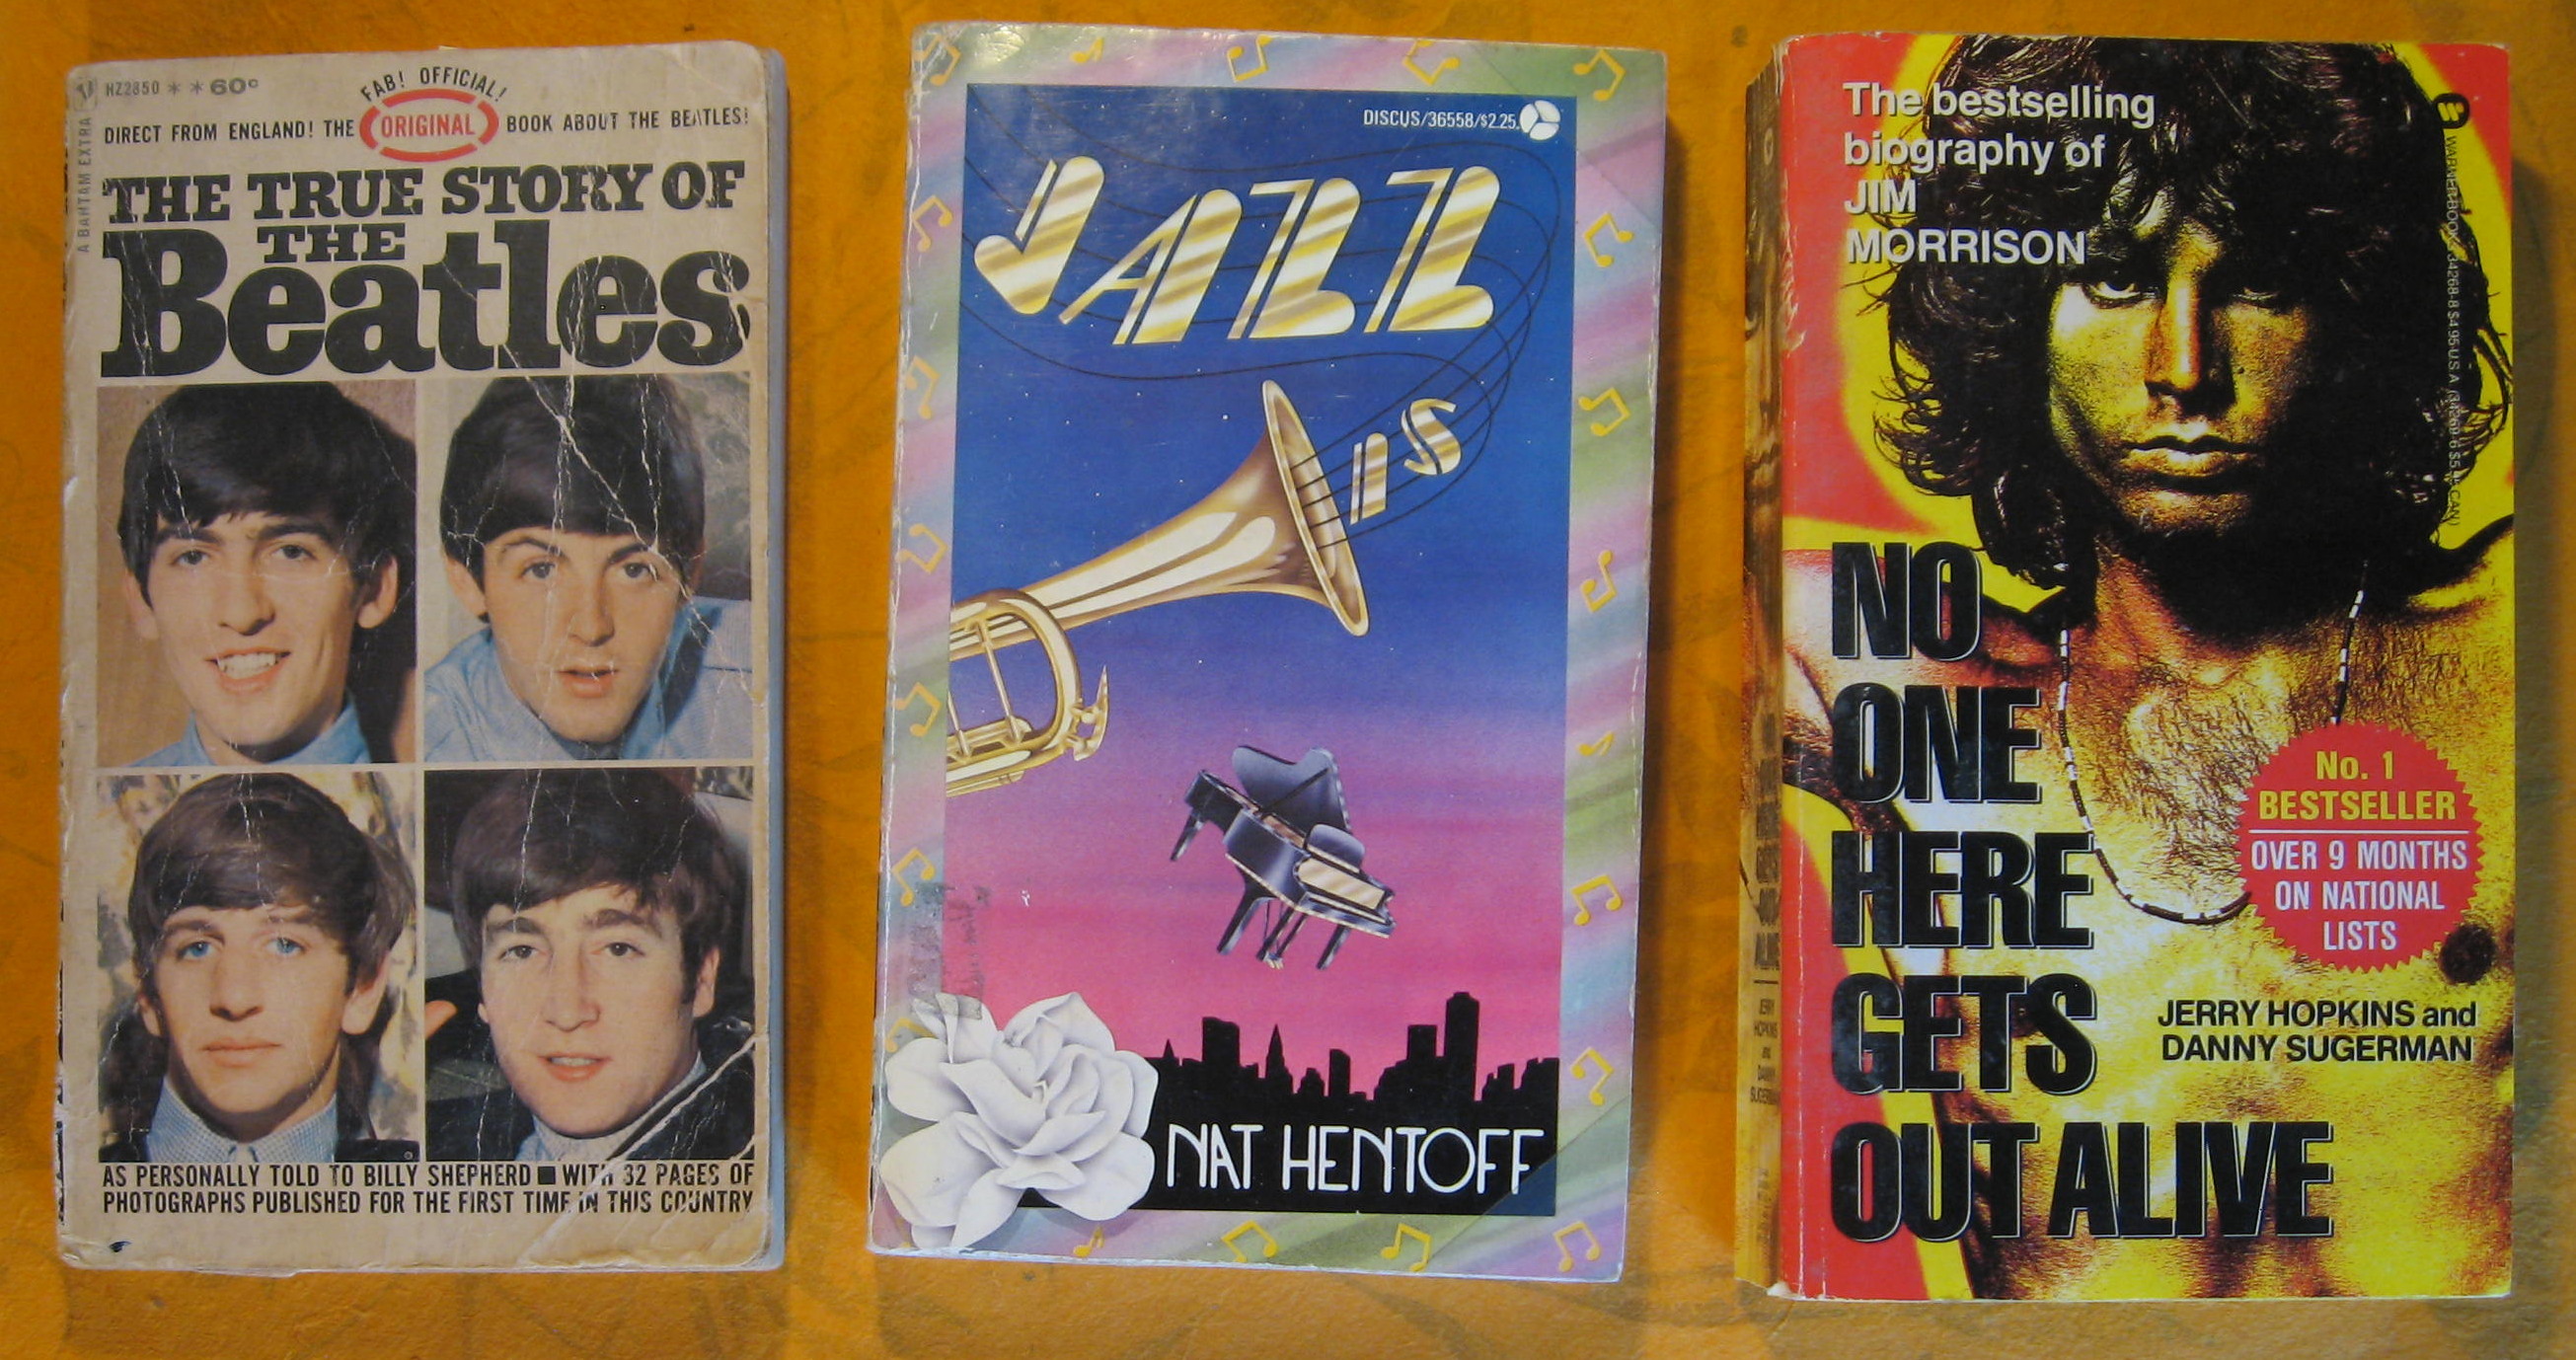 HZ2850 ** 60¢
FAB! OFFICIAL!
DIRECT FROM ENGLAND! THE ORIGINAL BOOK ABOUT THE BEATLES!
A BANTAM EXTRA
THE TRUE STORY OF
THE
Beatles
AS PERSONALLY TOLD TO BILLY SHEPHERD ■ WITH 32 PAGES OF
PHOTOGRAPHS PUBLISHED FOR THE FIRST TIME IN THIS COUNTRY
DISCUS/36558/$2.25
JAZZ
IS
NAT HENTOFF
The bestselling
biography of
JIM
MORRISON
NO
ONE
HERE
GETS
OUT ALIVE
No. 1
BESTSELLER
OVER 9 MONTHS
ON NATIONAL
LISTS
JERRY HOPKINS and
DANNY SUGERMAN